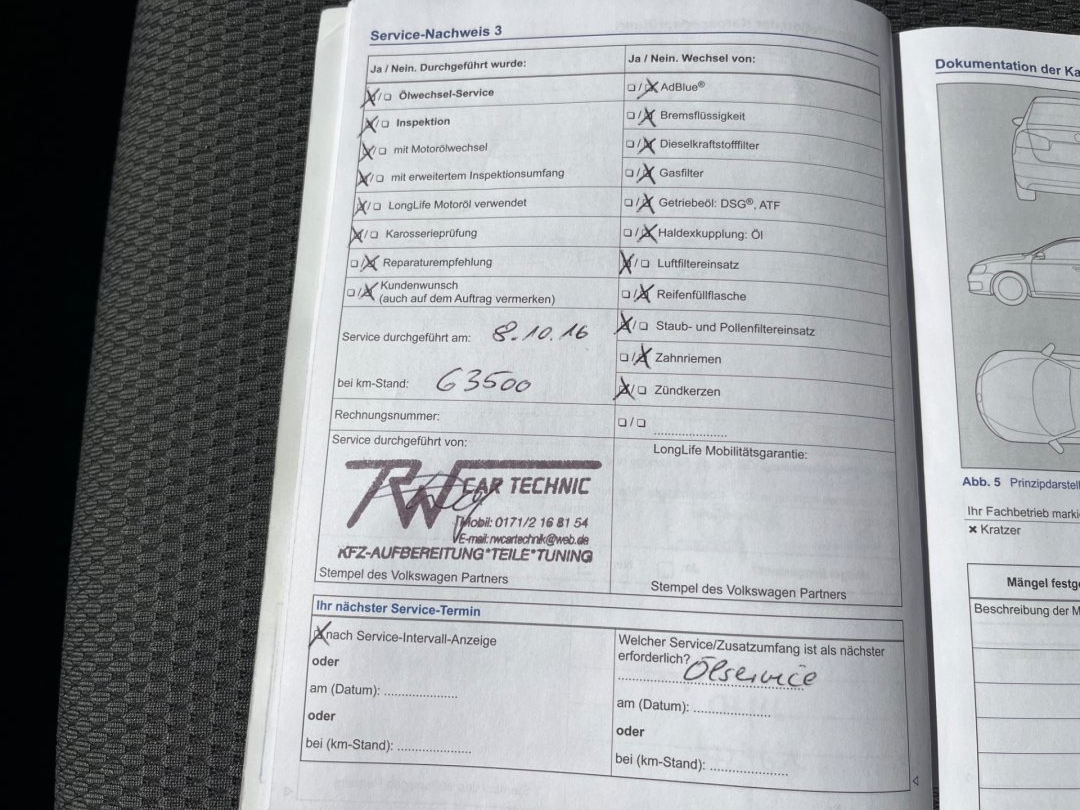 Service-Nachweis 3
Ja / Nein. Durchgeführt wurde:
☒/☐ Ölwechsel-Service
☒/☐ Inspektion
☒/☐ mit Motorölwechsel
☒/☐ mit erweitertem Inspektionsumfang
☒/☐ LongLife Motoröl verwendet
☒/☐ Karosserieprüfung
☐/☒ Reparaturempfehlung
☐/☒ Kundenwunsch
(auch auf dem Auftrag vermerken)
Service durchgeführt am: 8.10.16
bei km-Stand: 63500
Rechnungsnummer:
Service durchgeführt von:
RW CAR TECHNIC
Mobil: 0171/2 16 81 54
E-mail: rwcartechnik@web.de
KFZ-AUFBEREITUNG*TEILE*TUNING
Stempel des Volkswagen Partners
Ja / Nein. Wechsel von:
☐/☒ AdBlue®
☐/☒ Bremsflüssigkeit
☐/☒ Dieselkraftstofffilter
☐/☒ Gasfilter
☐/☒ Getriebeöl: DSG®, ATF
☐/☒ Haldexkupplung: Öl
☒/☐ Luftfiltereinsatz
☐/☒ Reifenfüllflasche
☒/☐ Staub- und Pollenfiltereinsatz
☐/☒ Zahnriemen
☒/☐ Zündkerzen
☐/☐ ....................
LongLife Mobilitätsgarantie:
Stempel des Volkswagen Partners
Ihr nächster Service-Termin
☒ nach Service-Intervall-Anzeige
oder
am (Datum): ....................
oder
bei (km-Stand): ....................
Welcher Service/Zusatzumfang ist als nächster
erforderlich? Ölservice
am (Datum): ....................
oder
bei (km-Stand): ....................
Dokumentation der
Abb. 5 Prinzipdarstell
Ihr Fachbetrieb marki
× Kratzer
Mängel festge
Beschreibung der M